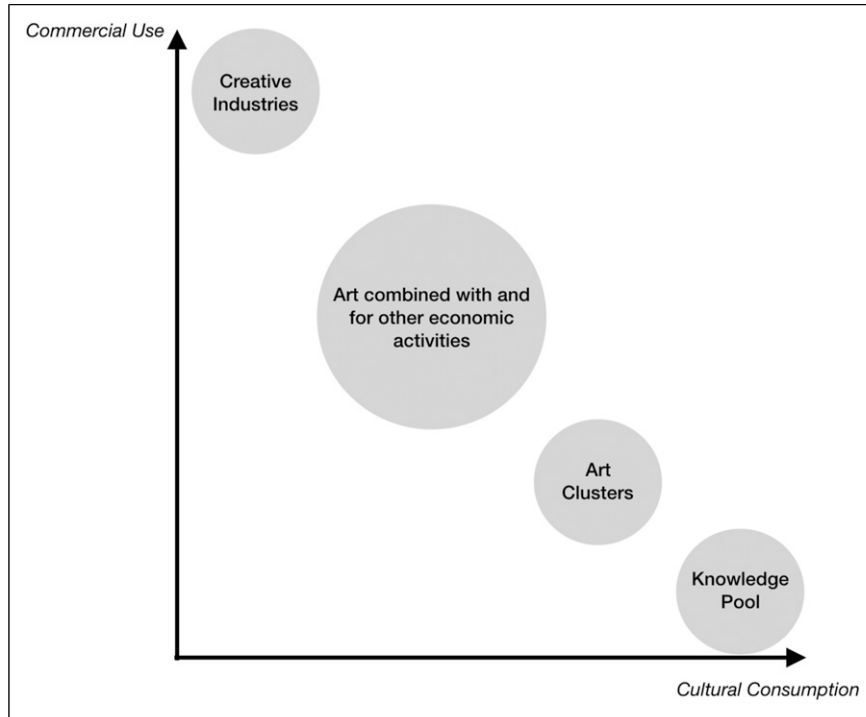 Commercial Use
Creative
Industries
Art combined with and
for other economic
activities
Art
Clusters
Knowledge
Pool
Cultural Consumption